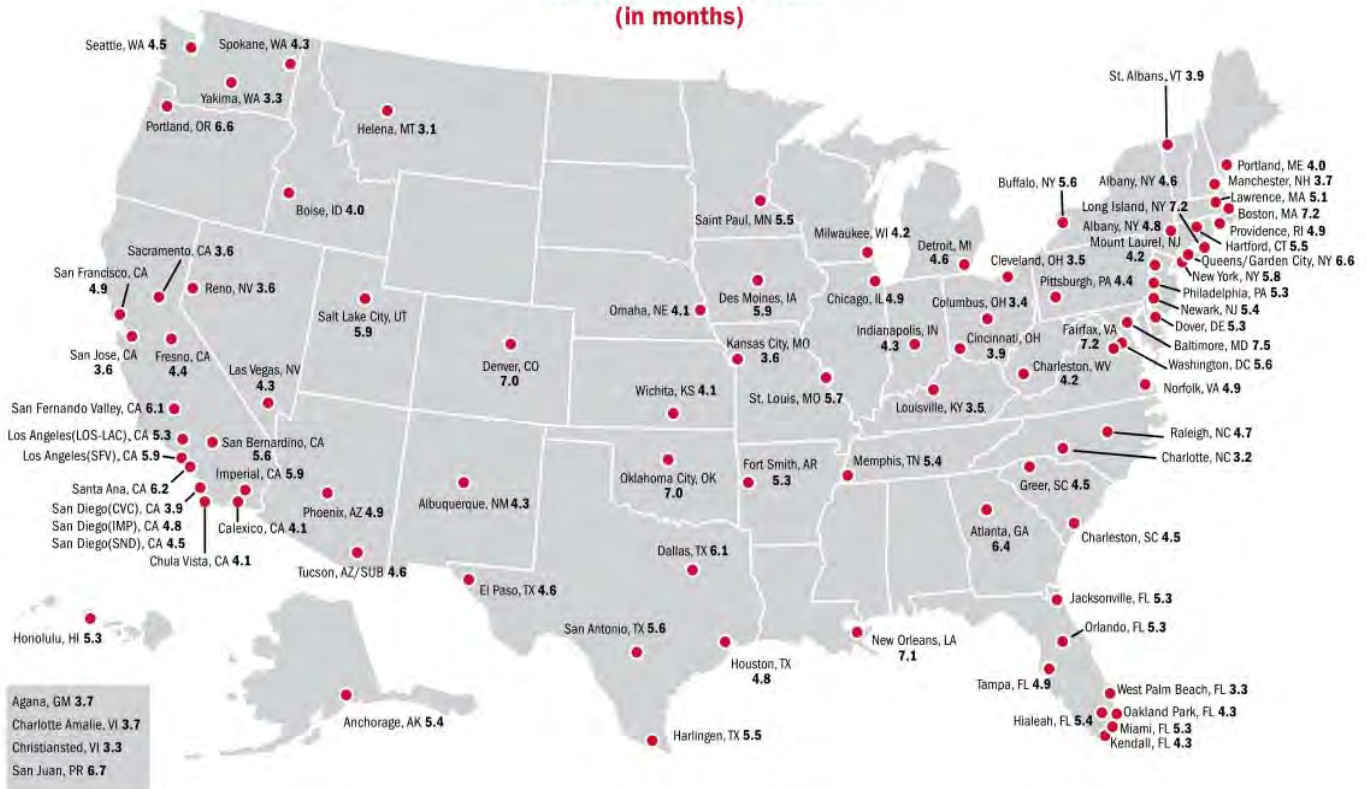 (in months)
Seattle, WA 4.5
Spokane, WA 4.3
Yakima, WA 3.3
Portland, OR 6.6
Helena, MT 3.1
Boise, ID 4.0
Sacramento, CA 3.6
San Francisco, CA
4.9
Reno, NV 3.6
San Jose, CA
3.6
Fresno, CA
4.4
Las Vegas, NV
4.3
Salt Lake City, UT
5.9
Denver, CO
7.0
San Fernando Valley, CA 6.1
Los Angeles(LOS-LAC), CA 5.3
Los Angeles(SFV), CA 5.9
San Bernardino, CA
5.6
Santa Ana, CA 6.2
Imperial, CA 5.9
San Diego(CVC), CA 3.9
San Diego(IMP), CA 4.8
San Diego(SND), CA 4.5
Calexico, CA 4.1
Chula Vista, CA 4.1
Phoenix, AZ 4.9
Tucson, AZ/SUB 4.6
Albuquerque, NM 4.3
El Paso, TX 4.6
Saint Paul, MN 5.5
Milwaukee, WI 4.2
Detroit, MI
4.6
Omaha, NE 4.1
Des Moines, IA
5.9
Chicago, IL 4.9
Indianapolis, IN
4.3
Kansas City, MO
3.6
Wichita, KS 4.1
St. Louis, MO 5.7
Louisville, KY 3.5
Oklahoma City, OK
7.0
Fort Smith, AR
5.3
Memphis, TN 5.4
Dallas, TX 6.1
San Antonio, TX 5.6
Houston, TX
4.8
Harlingen, TX 5.5
New Orleans, LA
7.1
St. Albans, VT 3.9
Portland, ME 4.0
Manchester, NH 3.7
Lawrence, MA 5.1
Boston, MA 7.2
Providence, RI 4.9
Hartford, CT 5.5
Queens/Garden City, NY 6.6
New York, NY 5.8
Philadelphia, PA 5.3
Newark, NJ 5.4
Dover, DE 5.3
Baltimore, MD 7.5
Washington, DC 5.6
Norfolk, VA 4.9
Buffalo, NY 5.6
Albany, NY 4.6
Long Island, NY 7.2
Albany, NY 4.8
Mount Laurel, NJ
4.2
Cleveland, OH 3.5
Pittsburgh, PA 4.4
Columbus, OH 3.4
Cincinnati, OH
3.9
Fairfax, VA
7.2
Charleston, WV
4.2
Raleigh, NC 4.7
Charlotte, NC 3.2
Greer, SC 4.5
Atlanta, GA
6.4
Charleston, SC 4.5
Jacksonville, FL 5.3
Orlando, FL 5.3
Tampa, FL 4.9
West Palm Beach, FL 3.3
Hialeah, FL 5.4
Oakland Park, FL 4.3
Miami, FL 5.3
Kendall, FL 4.3
Honolulu, HI 5.3
Anchorage, AK 5.4
Agana, GM 3.7
Charlotte Amalie, VI 3.7
Christiansted, VI 3.3
San Juan, PR 6.7